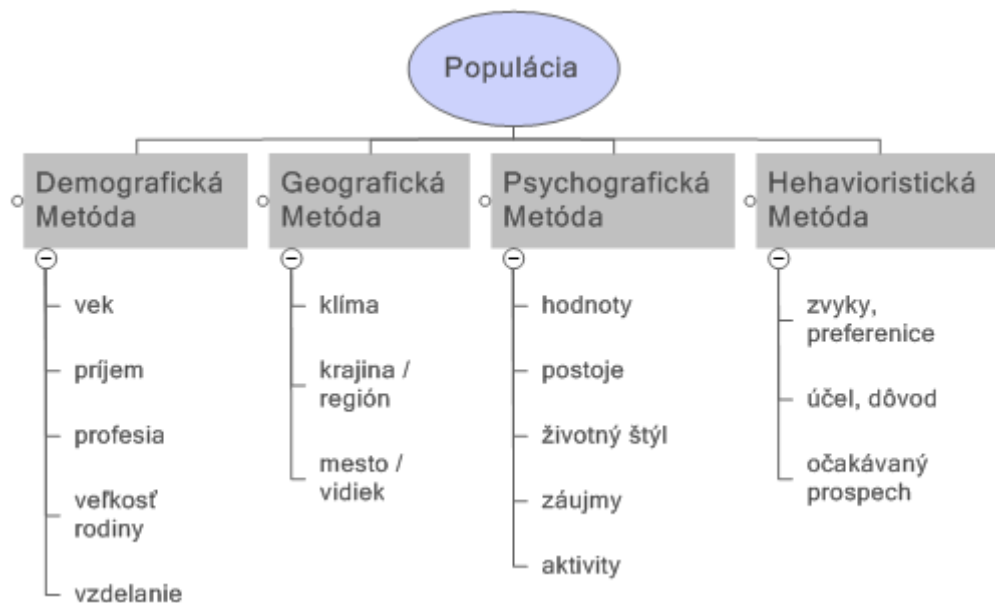 Populácia
Demografická
Metóda
vek
príjem
profesia
veľkosť
rodiny
vzdelanie
Geografická
Metóda
klíma
krajina /
región
mesto /
vidiek
Psychografická
Metóda
hodnoty
postoje
životný štýl
záujmy
aktivity
Hehavioristická
Metóda
zvyky,
preferenice
účel, dôvod
očakávaný
prospech